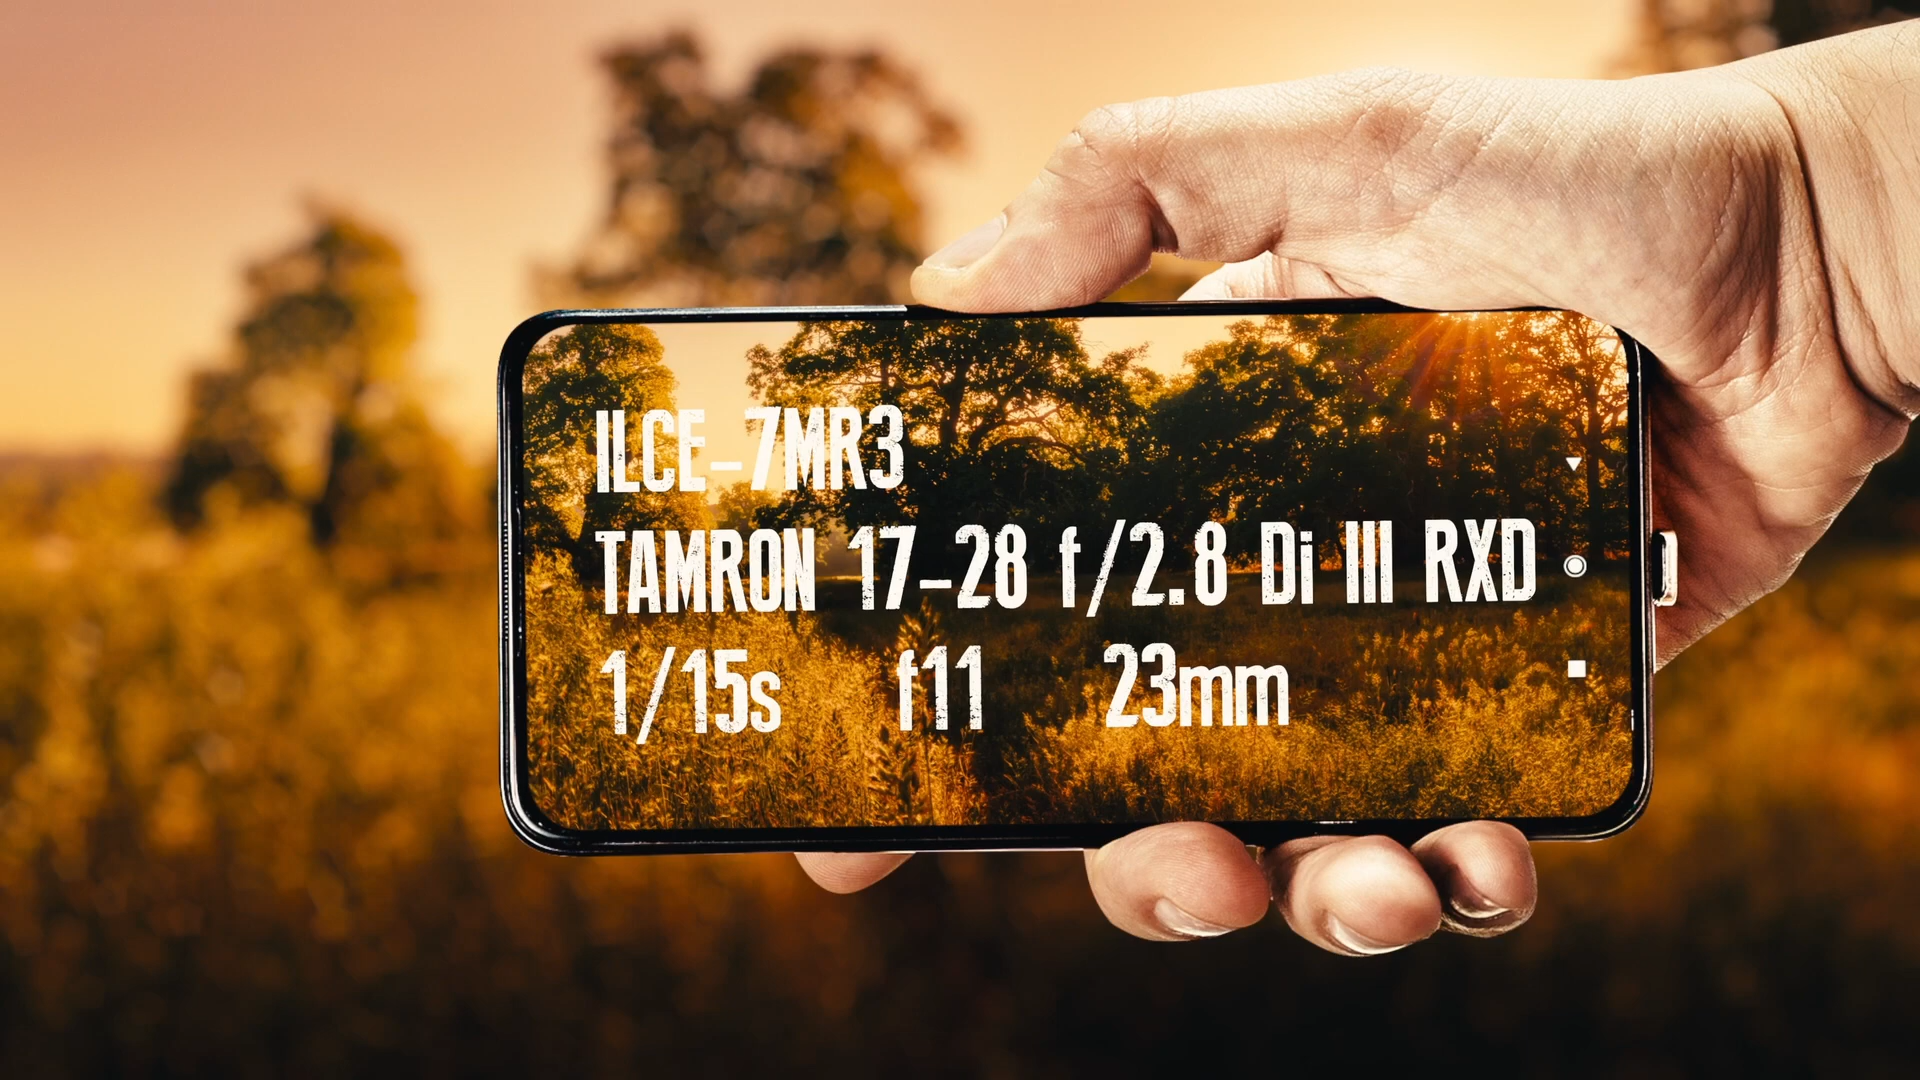 ILCE-7MR3
TAMRON 17-28 f/2.8 Di III RXD
1/15s f11 23mm